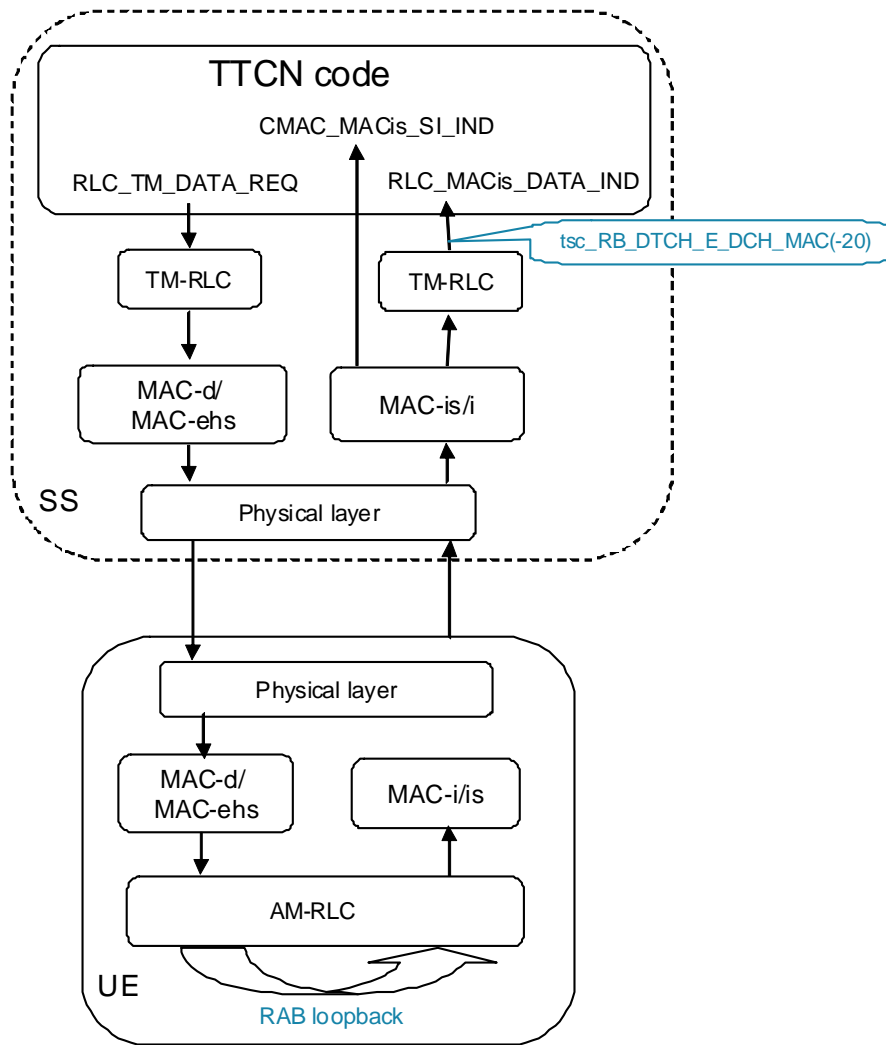 TTCN code
CMAC_MACis_SI_IND
RLC_TM_DATA_REQ
RLC_MACis_DATA_IND
tsc_RB_DTCH_E_DCH_MAC(-20)
TM-RLC
TM-RLC
MAC-d/
MAC-ehs
MAC-is/i
SS
Physical layer
Physical layer
MAC-d/
MAC-ehs
MAC-i/is
AM-RLC
UE
RAB loopback